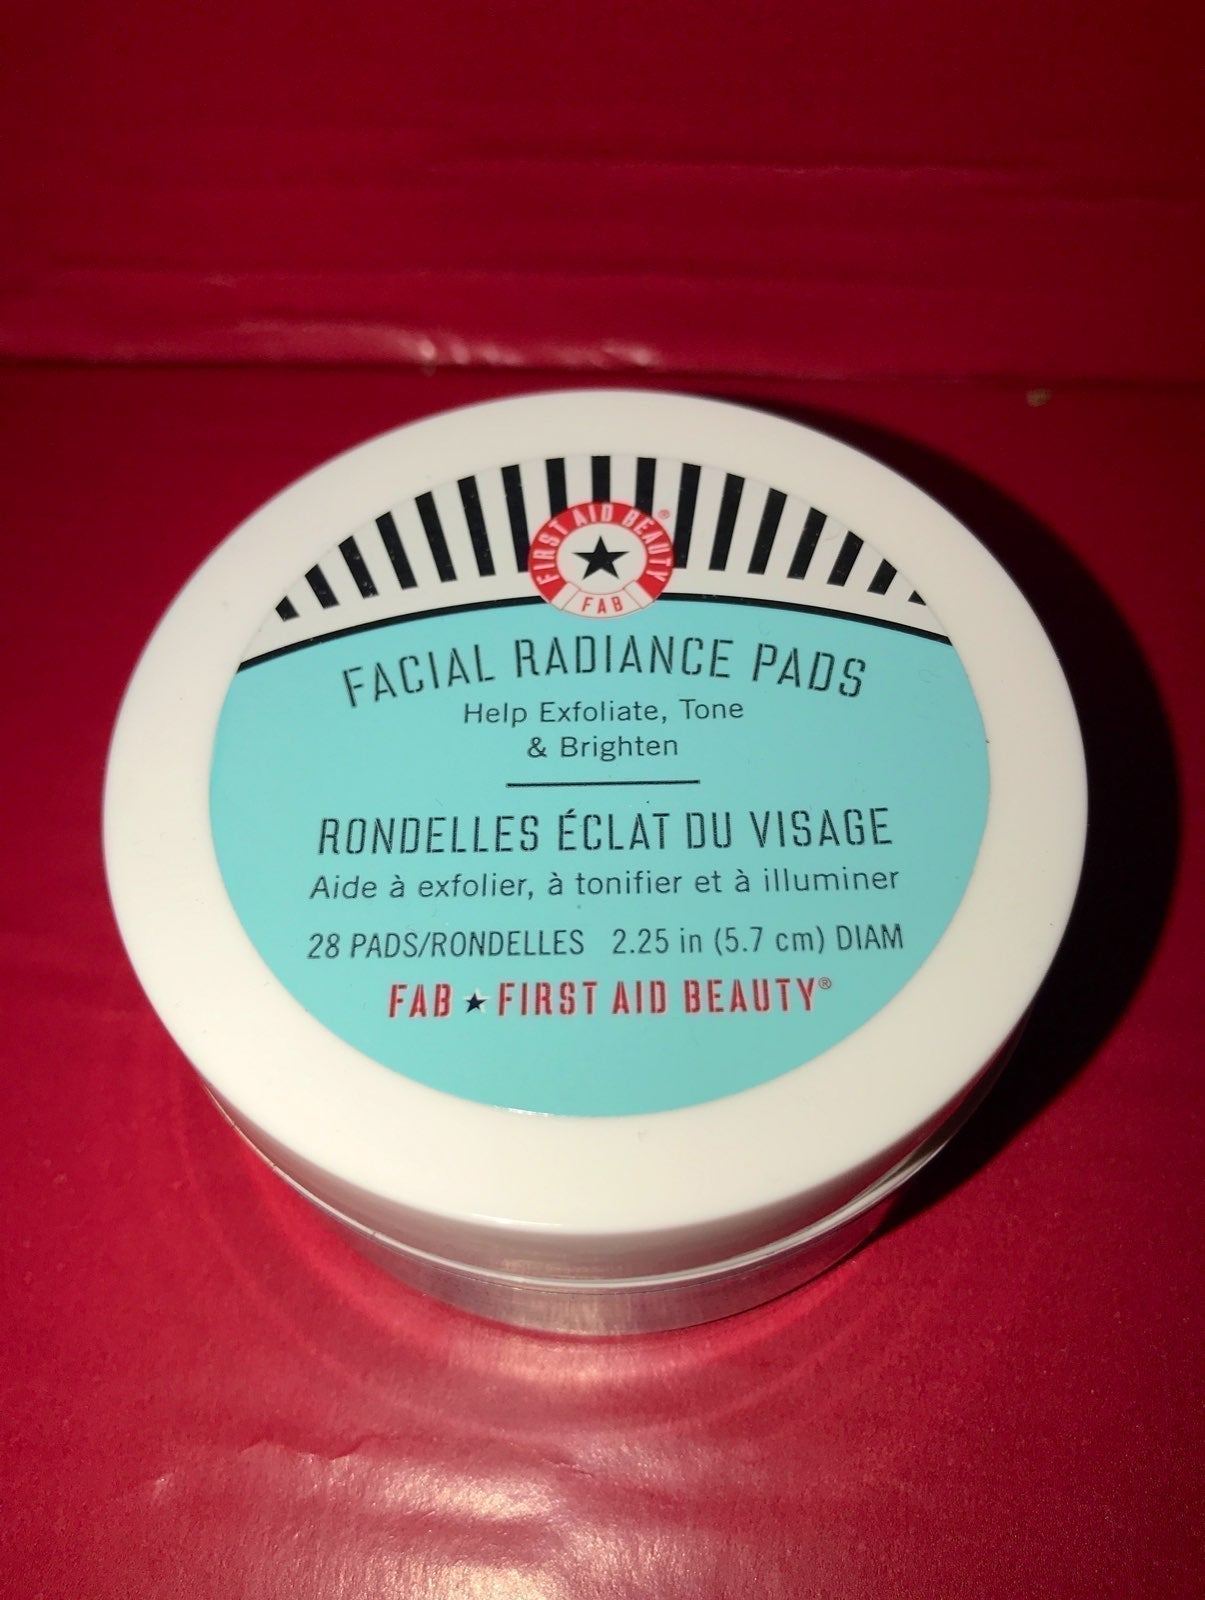 FIRST AID BEAUTY®
FAB
FACIAL RADIANCE PADS
Help Exfoliate, Tone
& Brighten
RONDELLES ÉCLAT DU VISAGE
Aide à exfolier, à tonifier et à illuminer
28 PADS/RONDELLES 2.25 in (5.7 cm) DIAM
FAB ★ FIRST AID BEAUTY®